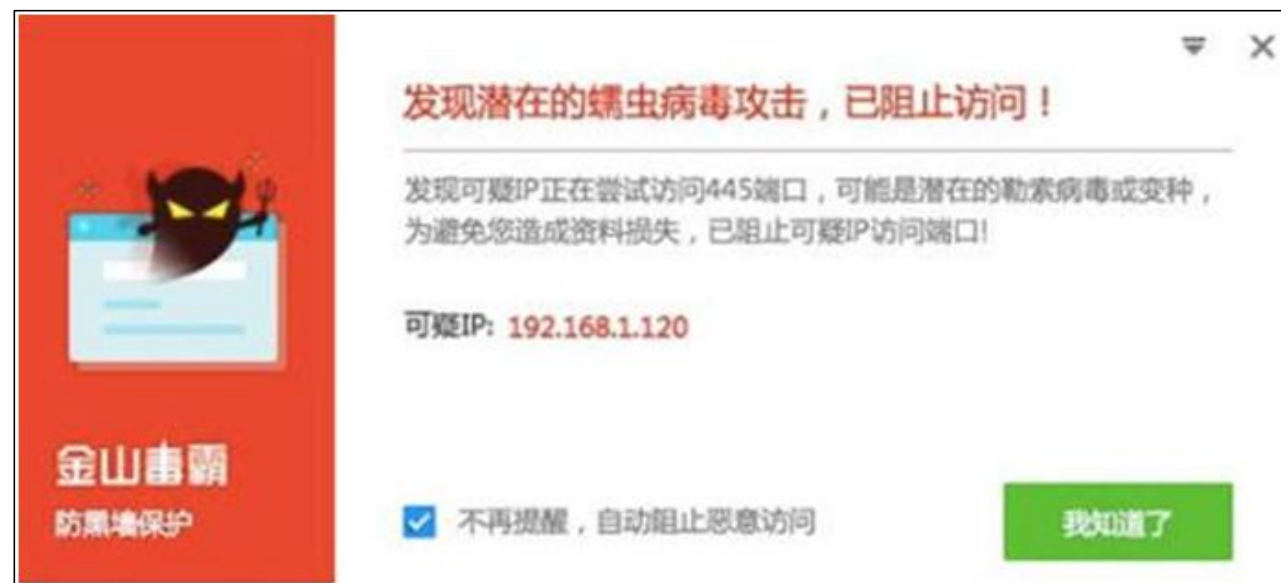 发现潜在的蠕虫病毒攻击，已阻止访问！
发现可疑IP正在尝试访问445端口，可能是潜在的勒索病毒或变种，
为避免您造成资料损失，已阻止可疑IP访问端口!
可疑IP: 192.168.1.120
金山毒霸
防黑墙保护
不再提醒，自动阻止恶意访问
我知道了